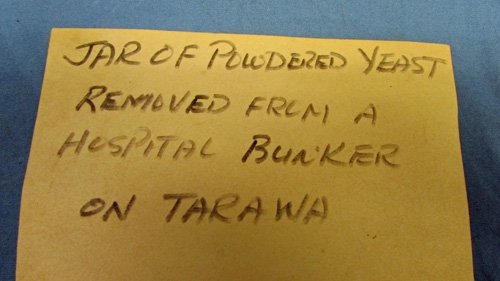 JAR OF POWDERED YEAST
REMOVED FROM A
HOSPITAL BUNKER
ON TARAWA